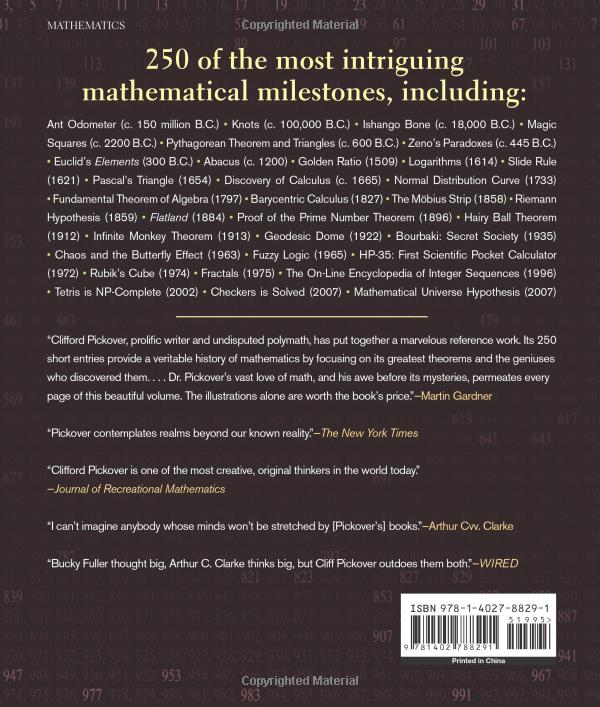 MATHEMATICS
Copyrighted Material
250 of the most intriguing
mathematical milestones, including:
Ant Odometer (c. 150 million B.C.) • Knots (c. 100,000 B.C.) • Ishango Bone (c. 18,000 B.C.) • Magic
Squares (c. 2200 B.C.) • Pythagorean Theorem and Triangles (c. 600 B.C.) • Zeno's Paradoxes (c. 445 B.C.)
• Euclid's Elements (300 B.C.) • Abacus (c. 1200) • Golden Ratio (1509) • Logarithms (1614) • Slide Rule
(1621) • Pascal's Triangle (1654) • Discovery of Calculus (c. 1665) • Normal Distribution Curve (1733)
• Fundamental Theorem of Algebra (1797) • Barycentric Calculus (1827) • The Möbius Strip (1858) • Riemann
Hypothesis (1859) • Flatland (1884) • Proof of the Prime Number Theorem (1896) • Hairy Ball Theorem
(1912) • Infinite Monkey Theorem (1913) • Geodesic Dome (1922) • Bourbaki: Secret Society (1935)
• Chaos and the Butterfly Effect (1963) • Fuzzy Logic (1965) • HP-35: First Scientific Pocket Calculator
(1972) • Rubik's Cube (1974) • Fractals (1975) • The On-Line Encyclopedia of Integer Sequences (1996)
• Tetris is NP-Complete (2002) • Checkers is Solved (2007) • Mathematical Universe Hypothesis (2007)
“Clifford Pickover, prolific writer and undisputed polymath, has put together a marvelous reference work. Its 250
short entries provide a veritable history of mathematics by focusing on its greatest theorems and the geniuses
who discovered them. . . . Dr. Pickover's vast love of math, and his awe before its mysteries, permeates every
page of this beautiful volume. The illustrations alone are worth the book's price.”—Martin Gardner
“Pickover contemplates realms beyond our known reality.”—The New York Times
“Clifford Pickover is one of the most creative, original thinkers in the world today.”
—Journal of Recreational Mathematics
“I can't imagine anybody whose minds won't be stretched by [Pickover's] books.”—Arthur Cvv. Clarke
“Bucky Fuller thought big, Arthur C. Clarke thinks big, but Cliff Pickover outdoes them both.”—WIRED
ISBN 978-1-4027-8829-1
51995>
9 781402 788291
Printed in China
Copyrighted Material